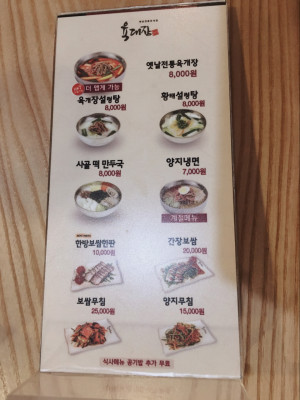 육대장
옛날전통육개장
8,000원
더 맵게 가능
육개장설렁탕
8,000원
황태설렁탕
8,000원
사골 떡 만두국
8,000원
양지냉면
7,000원
계절메뉴
한방보쌈한판
10,000원
간장보쌈
20,000원
보쌈무침
25,000원
양지무침
15,000원
식사메뉴 공기밥 추가 무료